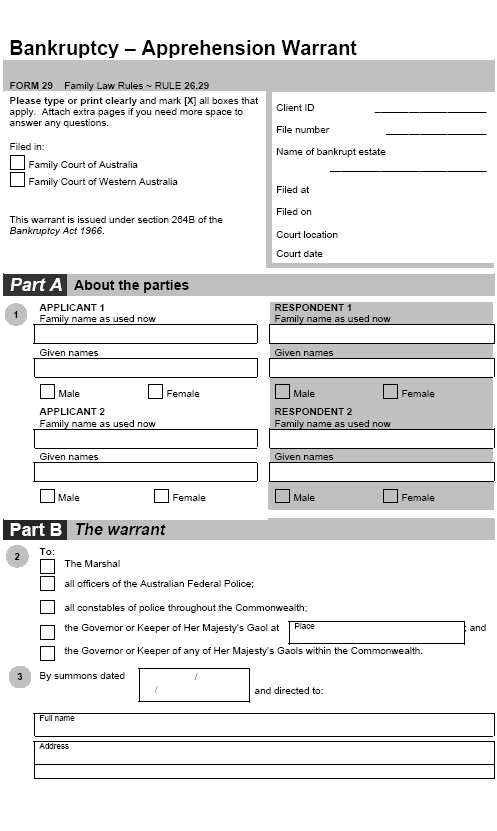 Bankruptcy – Apprehension Warrant
FORM 29 Family Law Rules ~ RULE 26.29
Please type or print clearly and mark [X] all boxes that
apply. Attach extra pages if you need more space to
answer any questions.
Filed in:
Family Court of Australia
Family Court of Western Australia
This warrant is issued under section 264B of the
Bankruptcy Act 1966.
Client ID
File number
Name of bankrupt estate
Filed at
Filed on
Court location
Court date
Part A About the parties
1
APPLICANT 1
Family name as used now
Given names
Male Female
RESPONDENT 1
Family name as used now
Given names
Male Female
APPLICANT 2
Family name as used now
Given names
Male Female
RESPONDENT 2
Family name as used now
Given names
Male Female
Part B The warrant
2 To:
The Marshal
all officers of the Australian Federal Police;
all constables of police throughout the Commonwealth;
the Governor or Keeper of Her Majesty's Gaol at Place ; and
the Governor or Keeper of any of Her Majesty's Gaols within the Commonwealth.
3 By summons dated / / and directed to:
Full name
Address